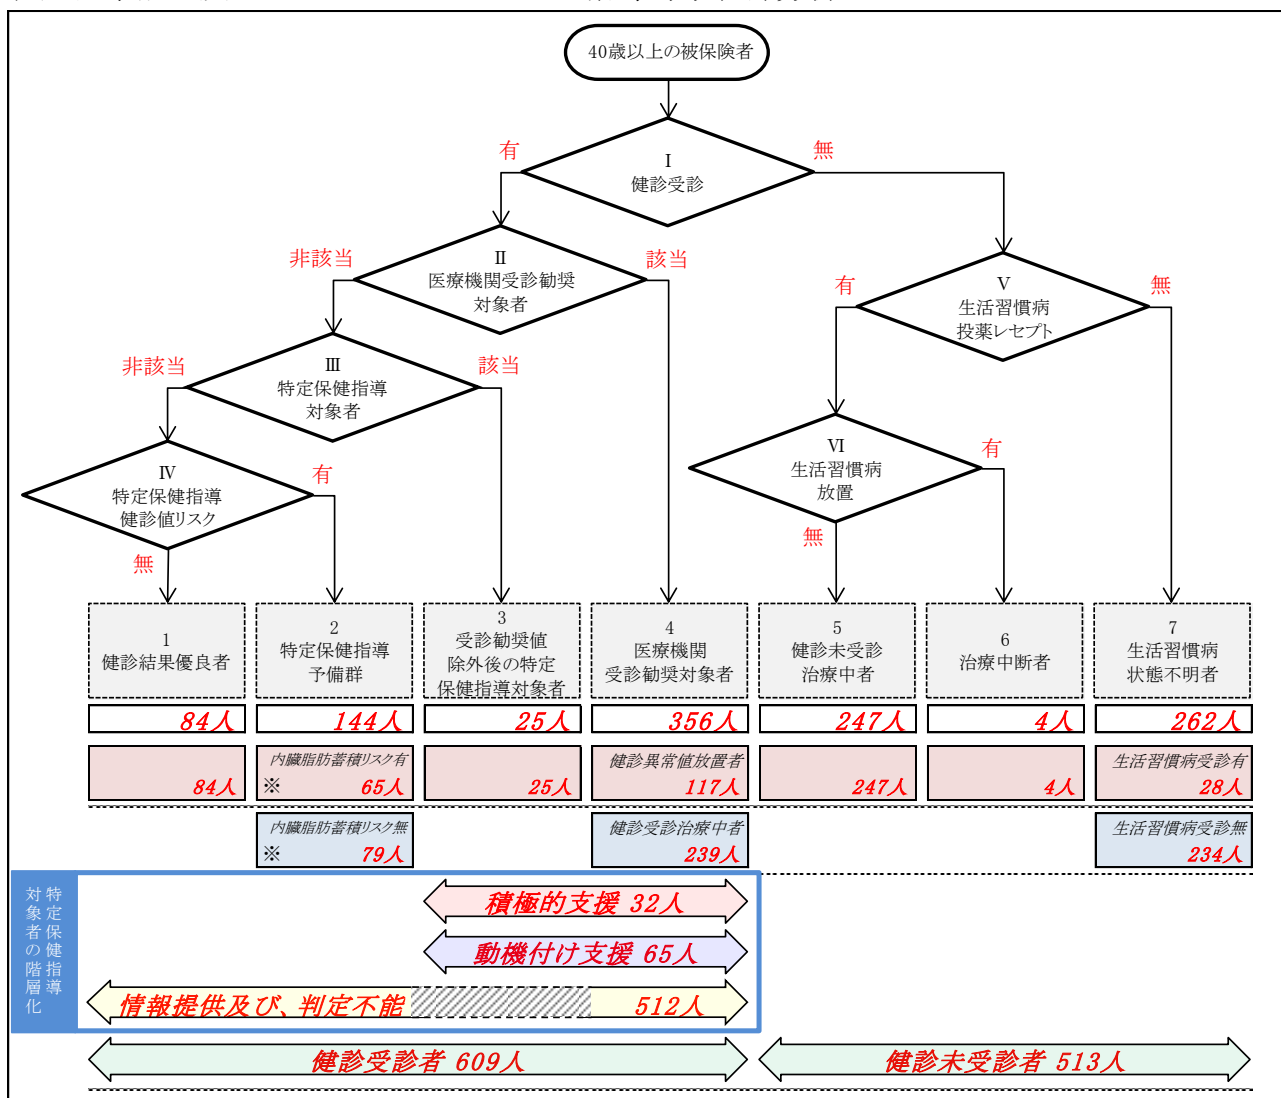 40歳以上の被保険者
Ⅰ
健診受診
有
無
Ⅱ
医療機関受診勧奨
対象者
非該当
該当
Ⅴ
生活習慣病
投薬レセプト
有
無
Ⅲ
特定保健指導
対象者
非該当
該当
Ⅵ
生活習慣病
放置
有
無
Ⅳ
特定保健指導
健診値リスク
有
無
1
健診結果優良者
2
特定保健指導
予備群
3
受診勧奨値
除外後の特定
保健指導対象者
4
医療機関
受診勧奨対象者
5
健診未受診
治療中者
6
治療中断者
7
生活習慣病
状態不明者
84人
144人
25人
356人
247人
4人
262人
84人
内臓脂肪蓄積リスク有
※ 65人
25人
健診異常値放置者
117人
247人
4人
生活習慣病受診有
28人
内臓脂肪蓄積リスク無
※ 79人
健診受診治療中者
239人
生活習慣病受診無
234人
特定保健指導
対象者の階層化
積極的支援 32人
動機付け支援 65人
情報提供及び、判定不能 512人
健診受診者 609人
健診未受診者 513人